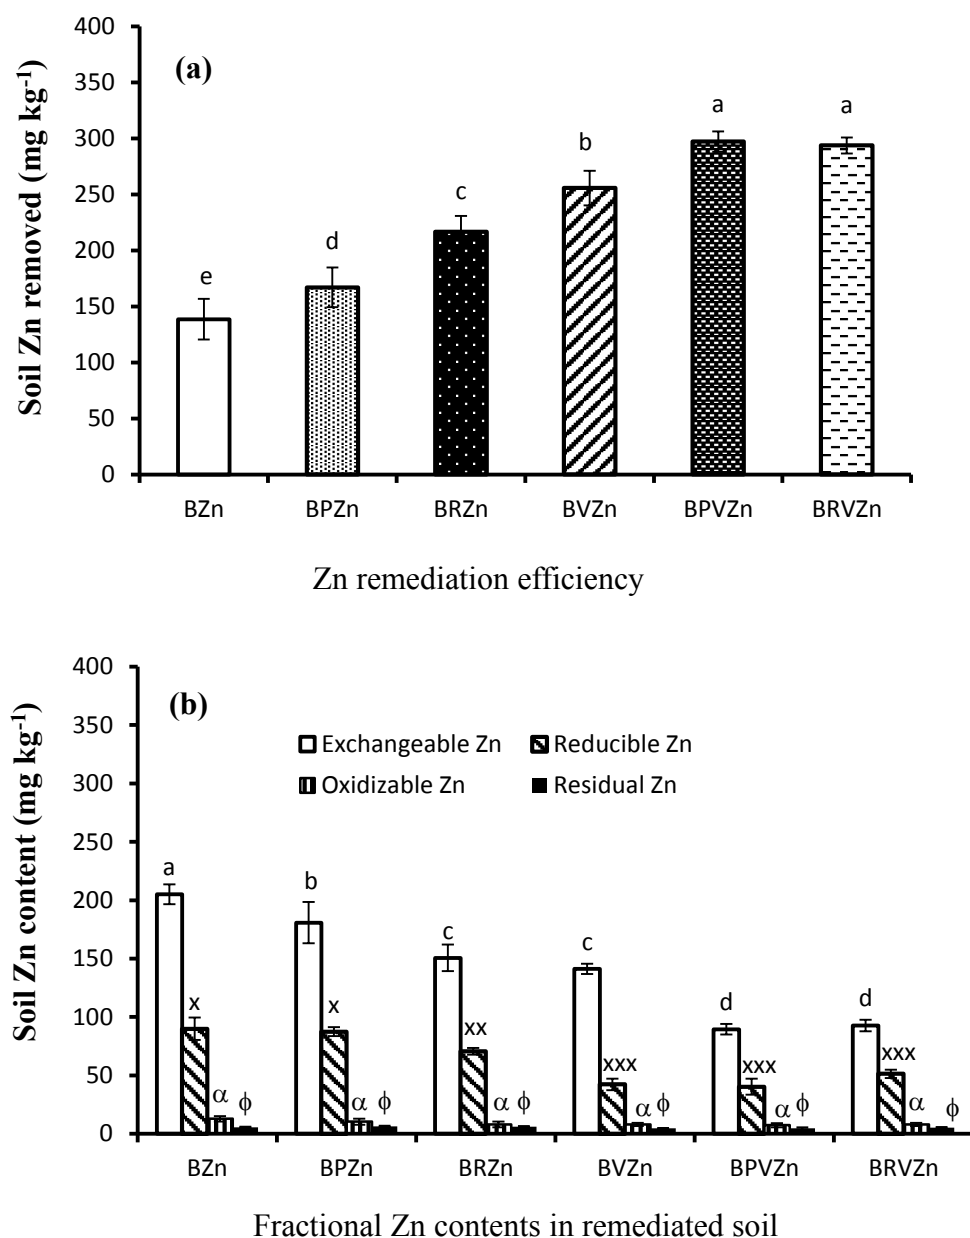 400
350
300
250
200
150
100
50
0
Soil Zn removed (mg kg⁻¹)
(a)
e
d
c
b
a
a
BZn BPZn BRZn BVZn BPVZn BRVZn
Zn remediation efficiency
400
350
300
250
200
150
100
50
0
Soil Zn content (mg kg⁻¹)
(b)
Exchangeable Zn Reducible Zn
Oxidizable Zn Residual Zn
a x α ϕ
b x α ϕ
c xx α ϕ
c xxx α ϕ
d xxx α ϕ
d xxx α ϕ
BZn BPZn BRZn BVZn BPVZn BRVZn
Fractional Zn contents in remediated soil